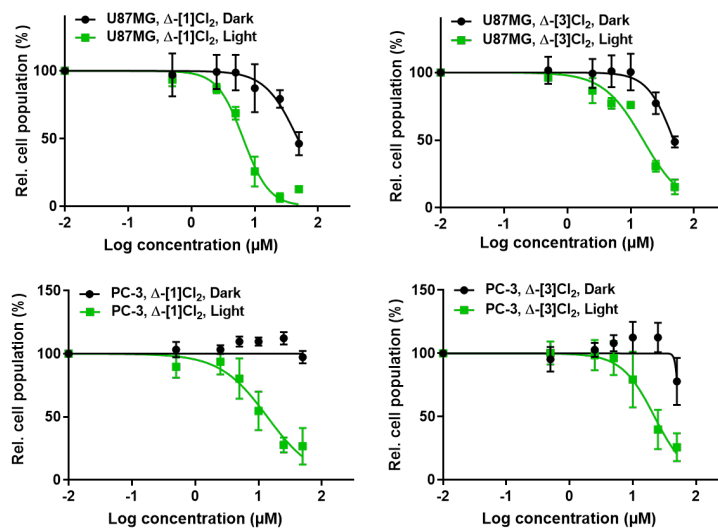 U87MG, Δ-[1]Cl₂, Dark
U87MG, Δ-[1]Cl₂, Light
Rel. cell population (%)
100
50
0
-2 -1 0 1 2
Log concentration (µM)
U87MG, Δ-[3]Cl₂, Dark
U87MG, Δ-[3]Cl₂, Light
Rel. cell population (%)
100
50
0
-2 -1 0 1 2
Log concentration (µM)
PC-3, Δ-[1]Cl₂, Dark
PC-3, Δ-[1]Cl₂, Light
Rel. cell population (%)
150
100
50
0
-2 -1 0 1 2
Log concentration (µM)
PC-3, Δ-[3]Cl₂, Dark
PC-3, Δ-[3]Cl₂, Light
Rel. cell population (%)
150
100
50
0
-2 -1 0 1 2
Log concentration (µM)